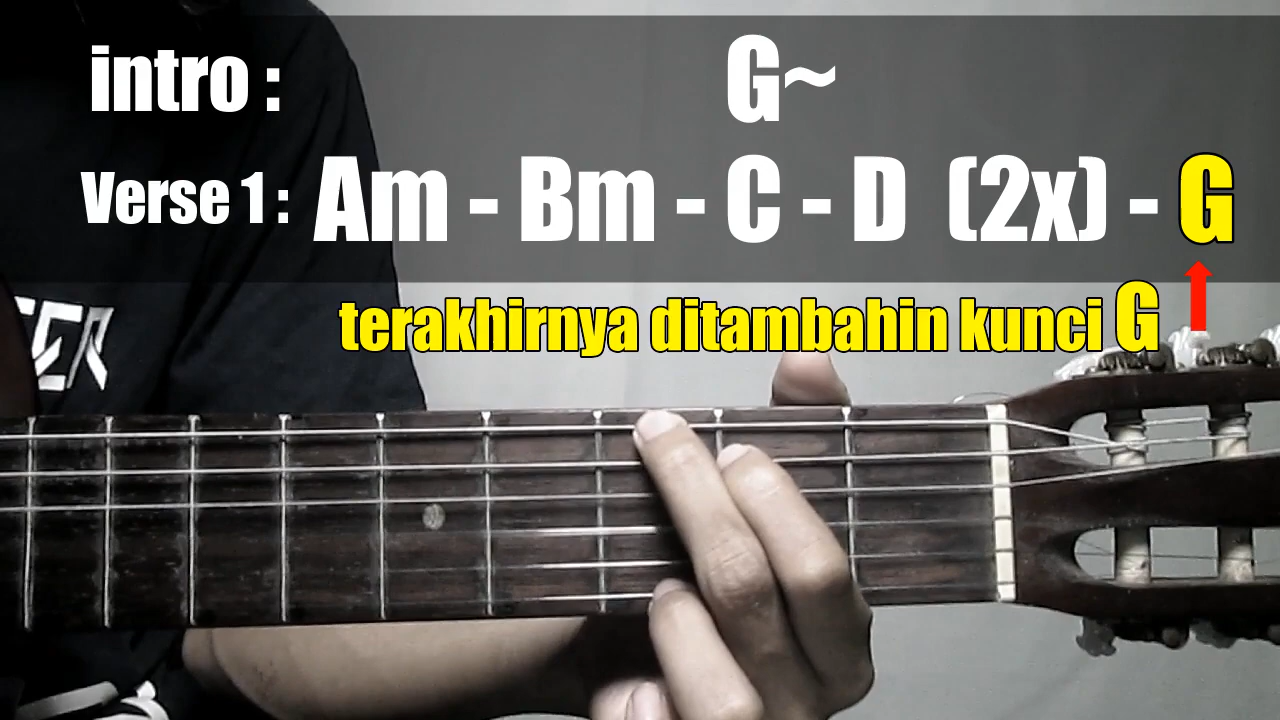 intro : G~
Verse 1 : Am - Bm - C - D (2x) - G
terakhirnya ditambahin kunci G